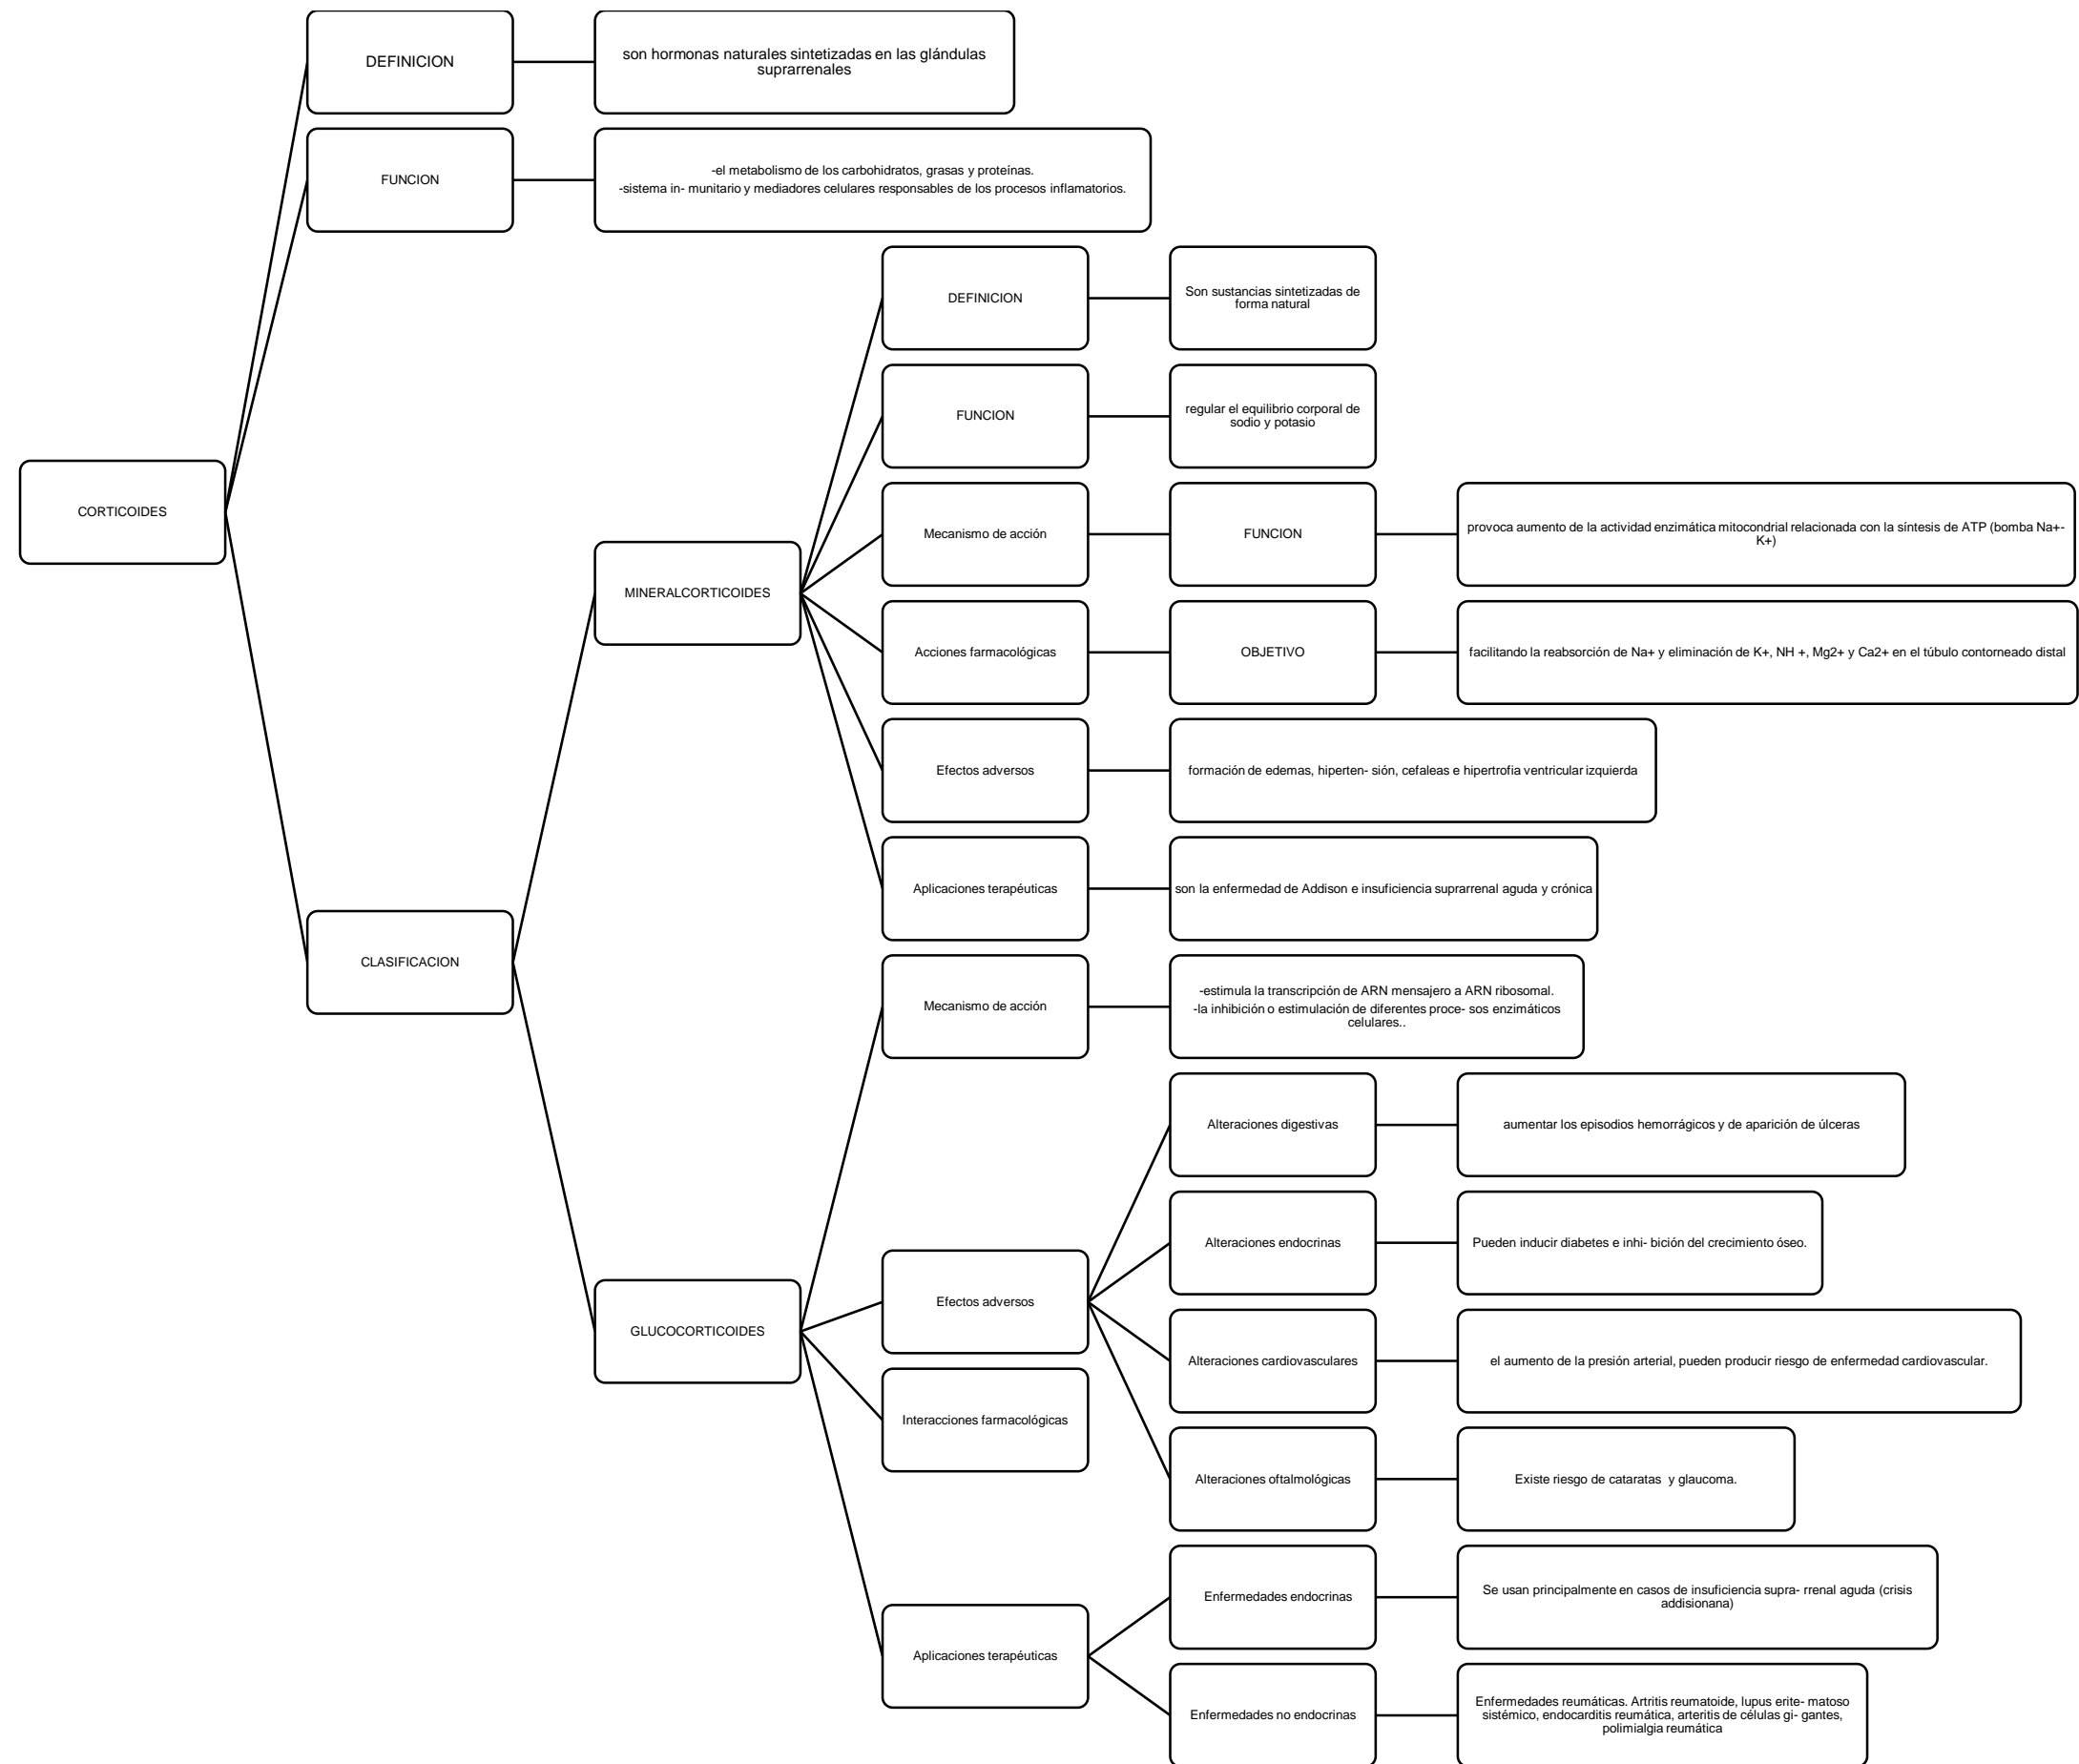 DEFINICION
son hormonas naturales sintetizadas en las glándulas
suprarrenales
FUNCION
-el metabolismo de los carbohidratos, grasas y proteínas.
-sistema in- munitario y mediadores celulares responsables de los procesos inflamatorios.
CORTICOIDES
CLASIFICACION
MINERALCORTICOIDES
DEFINICION
Son sustancias sintetizadas de
forma natural
FUNCION
regular el equilibrio corporal de
sodio y potasio
Mecanismo de acción
FUNCION
provoca aumento de la actividad enzimática mitocondrial relacionada con la síntesis de ATP (bomba Na+-
K+)
Acciones farmacológicas
OBJETIVO
facilitando la reabsorción de Na+ y eliminación de K+, NH +, Mg2+ y Ca2+ en el túbulo contorneado distal
Efectos adversos
formación de edemas, hiperten- sión, cefaleas e hipertrofia ventricular izquierda
Aplicaciones terapéuticas
son la enfermedad de Addison e insuficiencia suprarrenal aguda y crónica
GLUCOCORTICOIDES
Mecanismo de acción
-estimula la transcripción de ARN mensajero a ARN ribosomal.
-la inhibición o estimulación de diferentes proce- sos enzimáticos
celulares..
Efectos adversos
Alteraciones digestivas
aumentar los episodios hemorrágicos y de aparición de úlceras
Alteraciones endocrinas
Pueden inducir diabetes e inhi- bición del crecimiento óseo.
Alteraciones cardiovasculares
el aumento de la presión arterial, pueden producir riesgo de enfermedad cardiovascular.
Alteraciones oftalmológicas
Existe riesgo de cataratas  y glaucoma.
Interacciones farmacológicas
Aplicaciones terapéuticas
Enfermedades endocrinas
Se usan principalmente en casos de insuficiencia supra- rrenal aguda (crisis
addisionana)
Enfermedades no endocrinas
Enfermedades reumáticas. Artritis reumatoide, lupus erite- matoso
sistémico, endocarditis reumática, arteritis de células gi- gantes,
polimialgia reumática